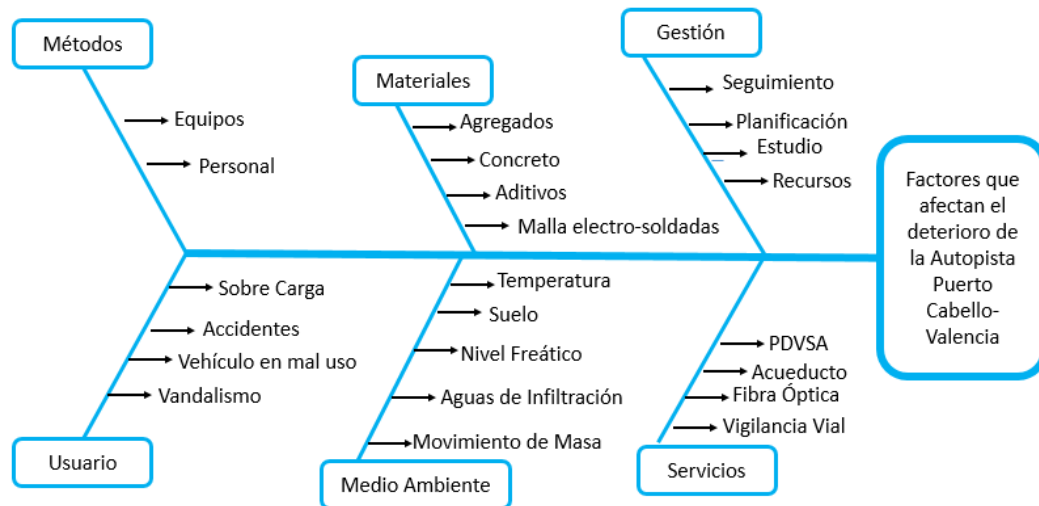 Métodos
Equipos
Personal
Materiales
Agregados
Concreto
Aditivos
Malla electro-soldadas
Gestión
Seguimiento
Planificación
Estudio
Recursos
Factores que
afectan el
deterioro de
la Autopista
Puerto
Cabello-
Valencia
Sobre Carga
Accidentes
Vehículo en mal uso
Vandalismo
Usuario
Temperatura
Suelo
Nivel Freático
Aguas de Infiltración
Movimiento de Masa
Medio Ambiente
PDVSA
Acueducto
Fibra Óptica
Vigilancia Vial
Servicios